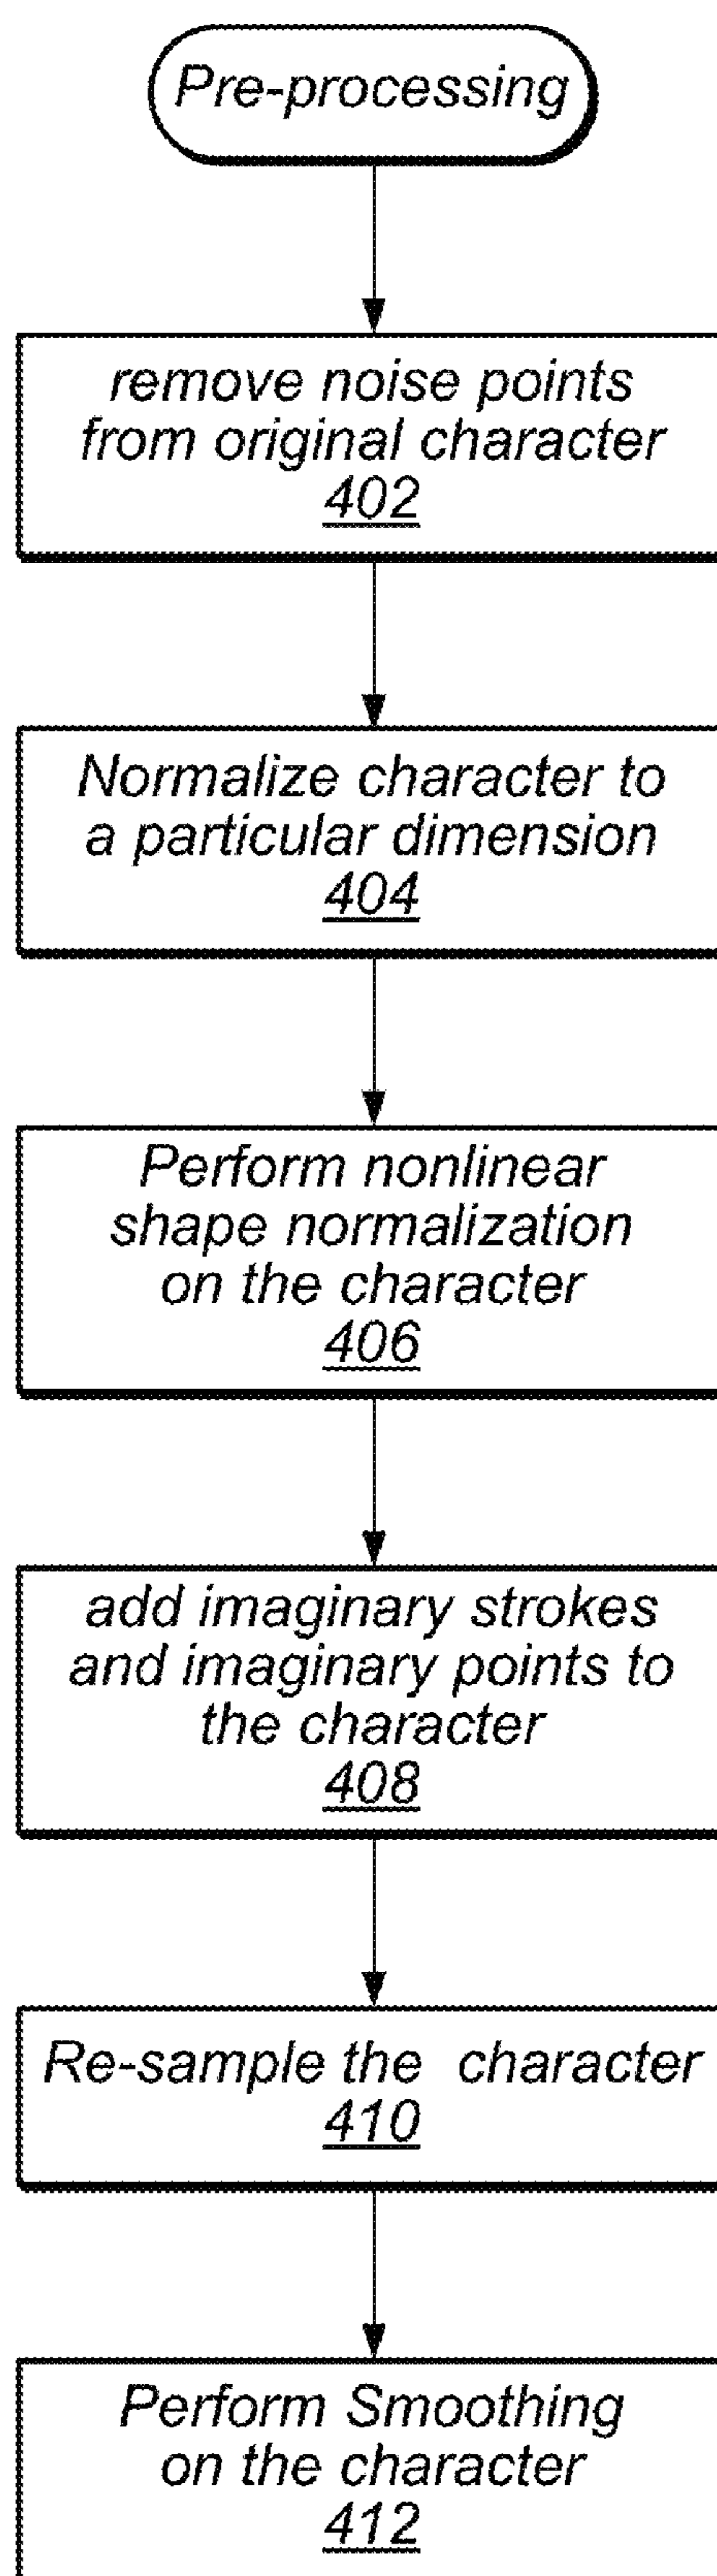 Pre-processing
remove noise points
from original character
402
Normalize character to
a particular dimension
404
Perform nonlinear
shape normalization
on the character
406
add imaginary strokes
and imaginary points to
the character
408
Re-sample the character
410
Perform Smoothing
on the character
412